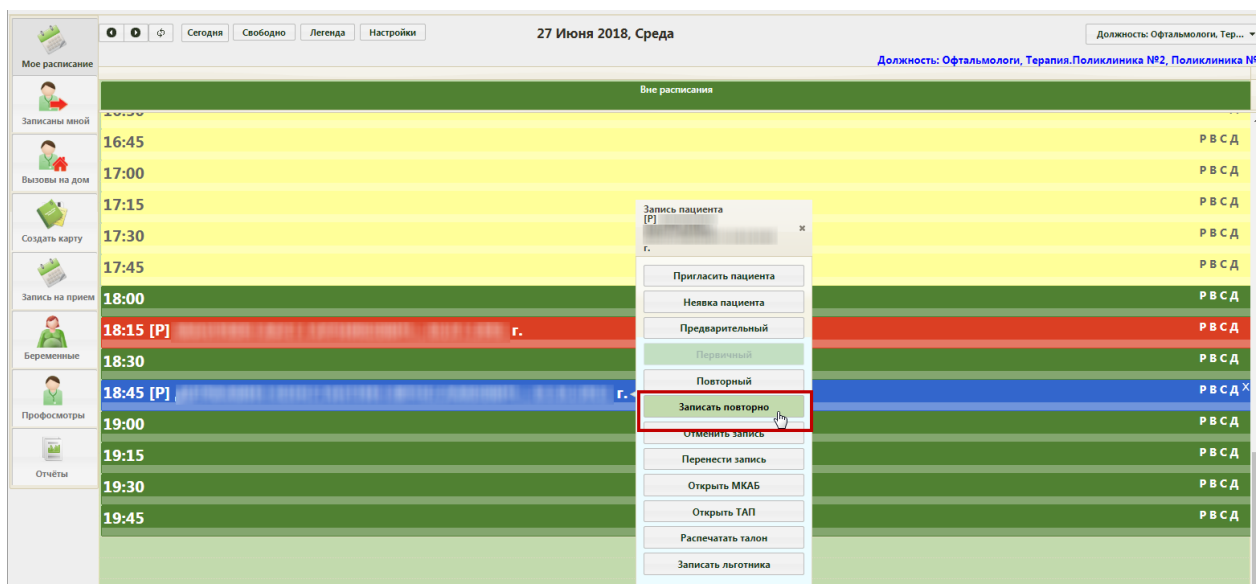 Сегодня Свободно Легенда Настройки 27 Июня 2018, Среда Должность: Офтальмологи, Тер...
Мое расписание
Должность: Офтальмологи, Терапия.Поликлиника №2, Поликлиника №
Вне расписания
Записаны мной
16:45 Р В С Д
Вызовы на дом
17:00 Р В С Д
17:15 Р В С Д
Создать карту
17:30 Р В С Д
17:45 Р В С Д
Запись на прием
18:00 Р В С Д
18:15 [Р] г. Р В С Д
Беременные
18:30 Р В С Д
18:45 [Р] г. Р В С Д X
Профосмотры
19:00 Р В С Д
19:15 Р В С Д
Отчёты
19:30 Р В С Д
19:45 Р В С Д
Запись пациента
[Р]
г.
Пригласить пациента
Неявка пациента
Предварительный
Первичный
Повторный
Записать повторно
Отменить запись
Перенести запись
Открыть МКАБ
Открыть ТАП
Распечатать талон
Записать льготника